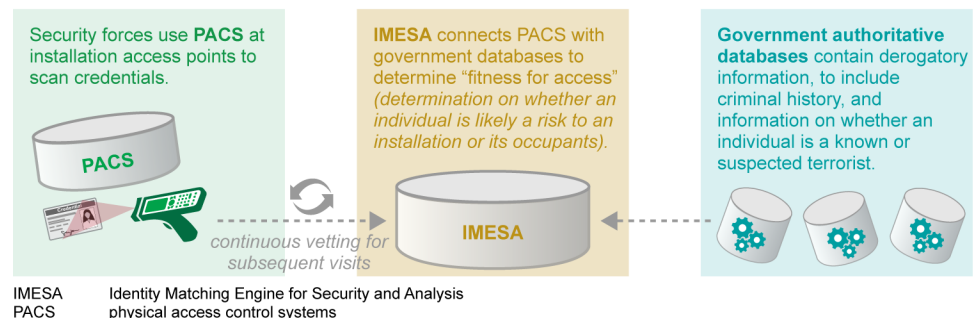 Security forces use PACS at
installation access points to
scan credentials.
PACS
Credential
continuous vetting for
subsequent visits
IMESA connects PACS with
government databases to
determine “fitness for access”
(determination on whether an
individual is likely a risk to an
installation or its occupants).
IMESA
Government authoritative
databases contain derogatory
information, to include
criminal history, and
information on whether an
individual is a known or
suspected terrorist.
IMESA Identity Matching Engine for Security and Analysis
PACS physical access control systems